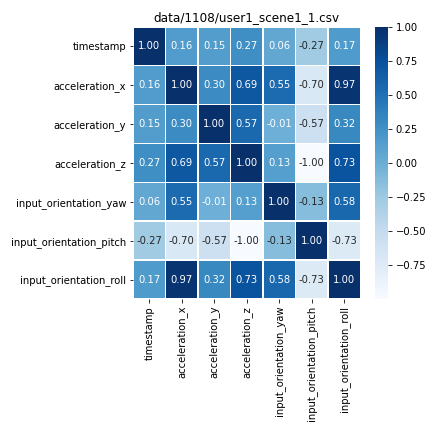 data/1108/user1_scene1_1.csv
timestamp 1.00 0.16 0.15 0.27 0.06 -0.27 0.17
acceleration_x 0.16 1.00 0.30 0.69 0.55 -0.70 0.97
acceleration_y 0.15 0.30 1.00 0.57 -0.01 -0.57 0.32
acceleration_z 0.27 0.69 0.57 1.00 0.13 -1.00 0.73
input_orientation_yaw 0.06 0.55 -0.01 0.13 1.00 -0.13 0.58
input_orientation_pitch -0.27 -0.70 -0.57 -1.00 -0.13 1.00 -0.73
input_orientation_roll 0.17 0.97 0.32 0.73 0.58 -0.73 1.00
timestamp
acceleration_x
acceleration_y
acceleration_z
input_orientation_yaw
input_orientation_pitch
input_orientation_roll
1.00
0.75
0.50
0.25
0.00
−0.25
−0.50
−0.75